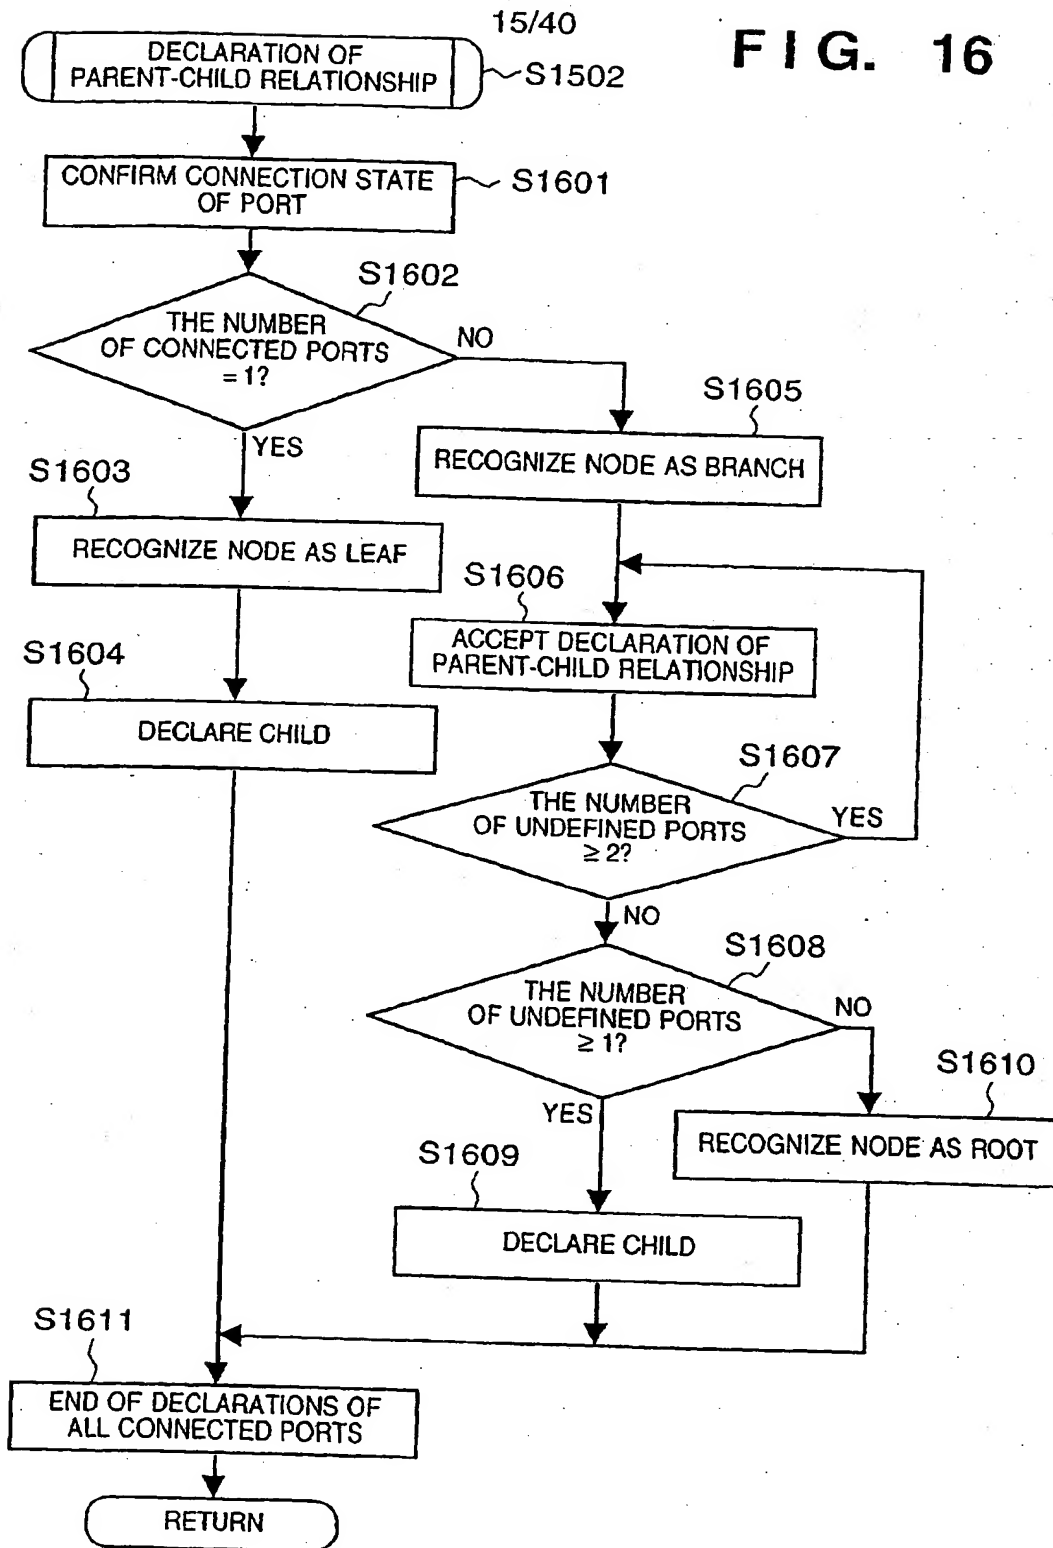 15/40
FIG. 16
DECLARATION OF
PARENT-CHILD RELATIONSHIP
S1502
CONFIRM CONNECTION STATE
OF PORT
S1601
S1602
THE NUMBER
OF CONNECTED PORTS
= 1?
NO
YES
S1605
RECOGNIZE NODE AS BRANCH
S1603
RECOGNIZE NODE AS LEAF
S1606
ACCEPT DECLARATION OF
PARENT-CHILD RELATIONSHIP
S1604
DECLARE CHILD
S1607
THE NUMBER
OF UNDEFINED PORTS
≥ 2?
YES
NO
S1608
THE NUMBER
OF UNDEFINED PORTS
≥ 1?
NO
YES
S1610
RECOGNIZE NODE AS ROOT
S1609
DECLARE CHILD
S1611
END OF DECLARATIONS OF
ALL CONNECTED PORTS
RETURN